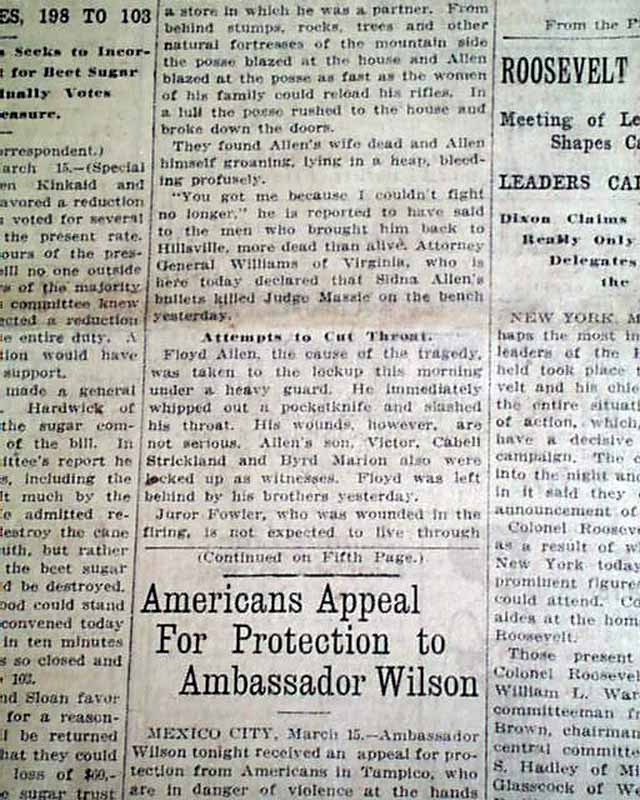 ES, 198 TO 103
s Seeks to Incor-
t for Beet Sugar
inally Votes
easure.
orrespondent.)
arch 15.—(Special
en Kinkaid and
avored a reduction
voted for several
the present rate.
ours of the pres-
bill no one outside
rs of the majority
s committee knew
ected a reduction
e entire duty. A
tion would have
support.
made a general
. Hardwick of
the sugar com-
of the bill. In
ittee's report he
s, including the
lt much by the
e admitted re-
destroy the cane
uth, but rather
the beet sugar
d be destroyed.
ood could stand
convened today
in ten minutes
s so closed and
102.
nd Sloan favor
for a reason-
ll be returned
hat they could
loss of $60,-
e sugar trust
a store in which he was a partner. From
behind stumps, rocks, trees and other
natural fortresses of the mountain side
the posse blazed at the house and Allen
blazed at the posse as fast as the women
of his family could reload his rifles. In
a lull the posse rushed to the house and
broke down the doors.
They found Allen's wife dead and Allen
himself groaning, lying in a heap, bleed-
ing profusely.
"You got me because I couldn't fight
no longer," he is reported to have said
to the men who brought him back to
Hillsville, more dead than alive. Attorney
General Williams of Virginia, who is
here today declared that Sidna Allen's
bullets killed Judge Massie on the bench
yesterday.
Attempts to Cut Throat.
Floyd Allen, the cause of the tragedy,
was taken to the lockup this morning
under a heavy guard. He immediately
whipped out a pocketknife and slashed
his throat. His wounds, however, are
not serious. Allen's son, Victor, Cabell
Strickland and Byrd Marion also were
locked up as witnesses. Floyd was left
behind by his brothers yesterday.
Juror Fowler, who was wounded in the
firing, is not expected to live through
(Continued on Fifth Page.)
Americans Appeal
For Protection to
Ambassador Wilson
MEXICO CITY, March 15.—Ambassador
Wilson tonight received an appeal for pro-
tection from Americans in Tampico, who
are in danger of violence at the hands
From the
ROOSEVELT
Meeting of Le
Shapes Ca
LEADERS CAL
Dixon Claims
Really Only
Delegates
the
NEW YORK, M
haps the most in
leaders of the
held took place
velt and his chie
the entire situati
of action, which,
have a decisive
campaign. The c
into the night and
in it said they
announcement of
Colonel Roosev
as a result of w
New York today
prominent figure
could attend. Co
aides at the hom
Roosevelt.
Those present
Colonel Roosevel
William L. War
committeeman fr
Brown, chairman
central committe
S. Hadley of Mi
Glasscock of We